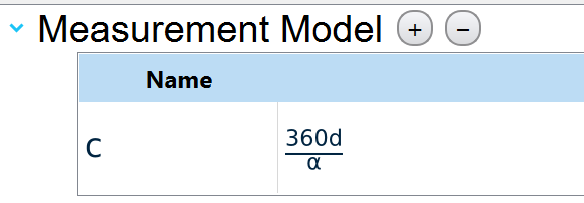 Measurement Model + −
Name
C
360d
α